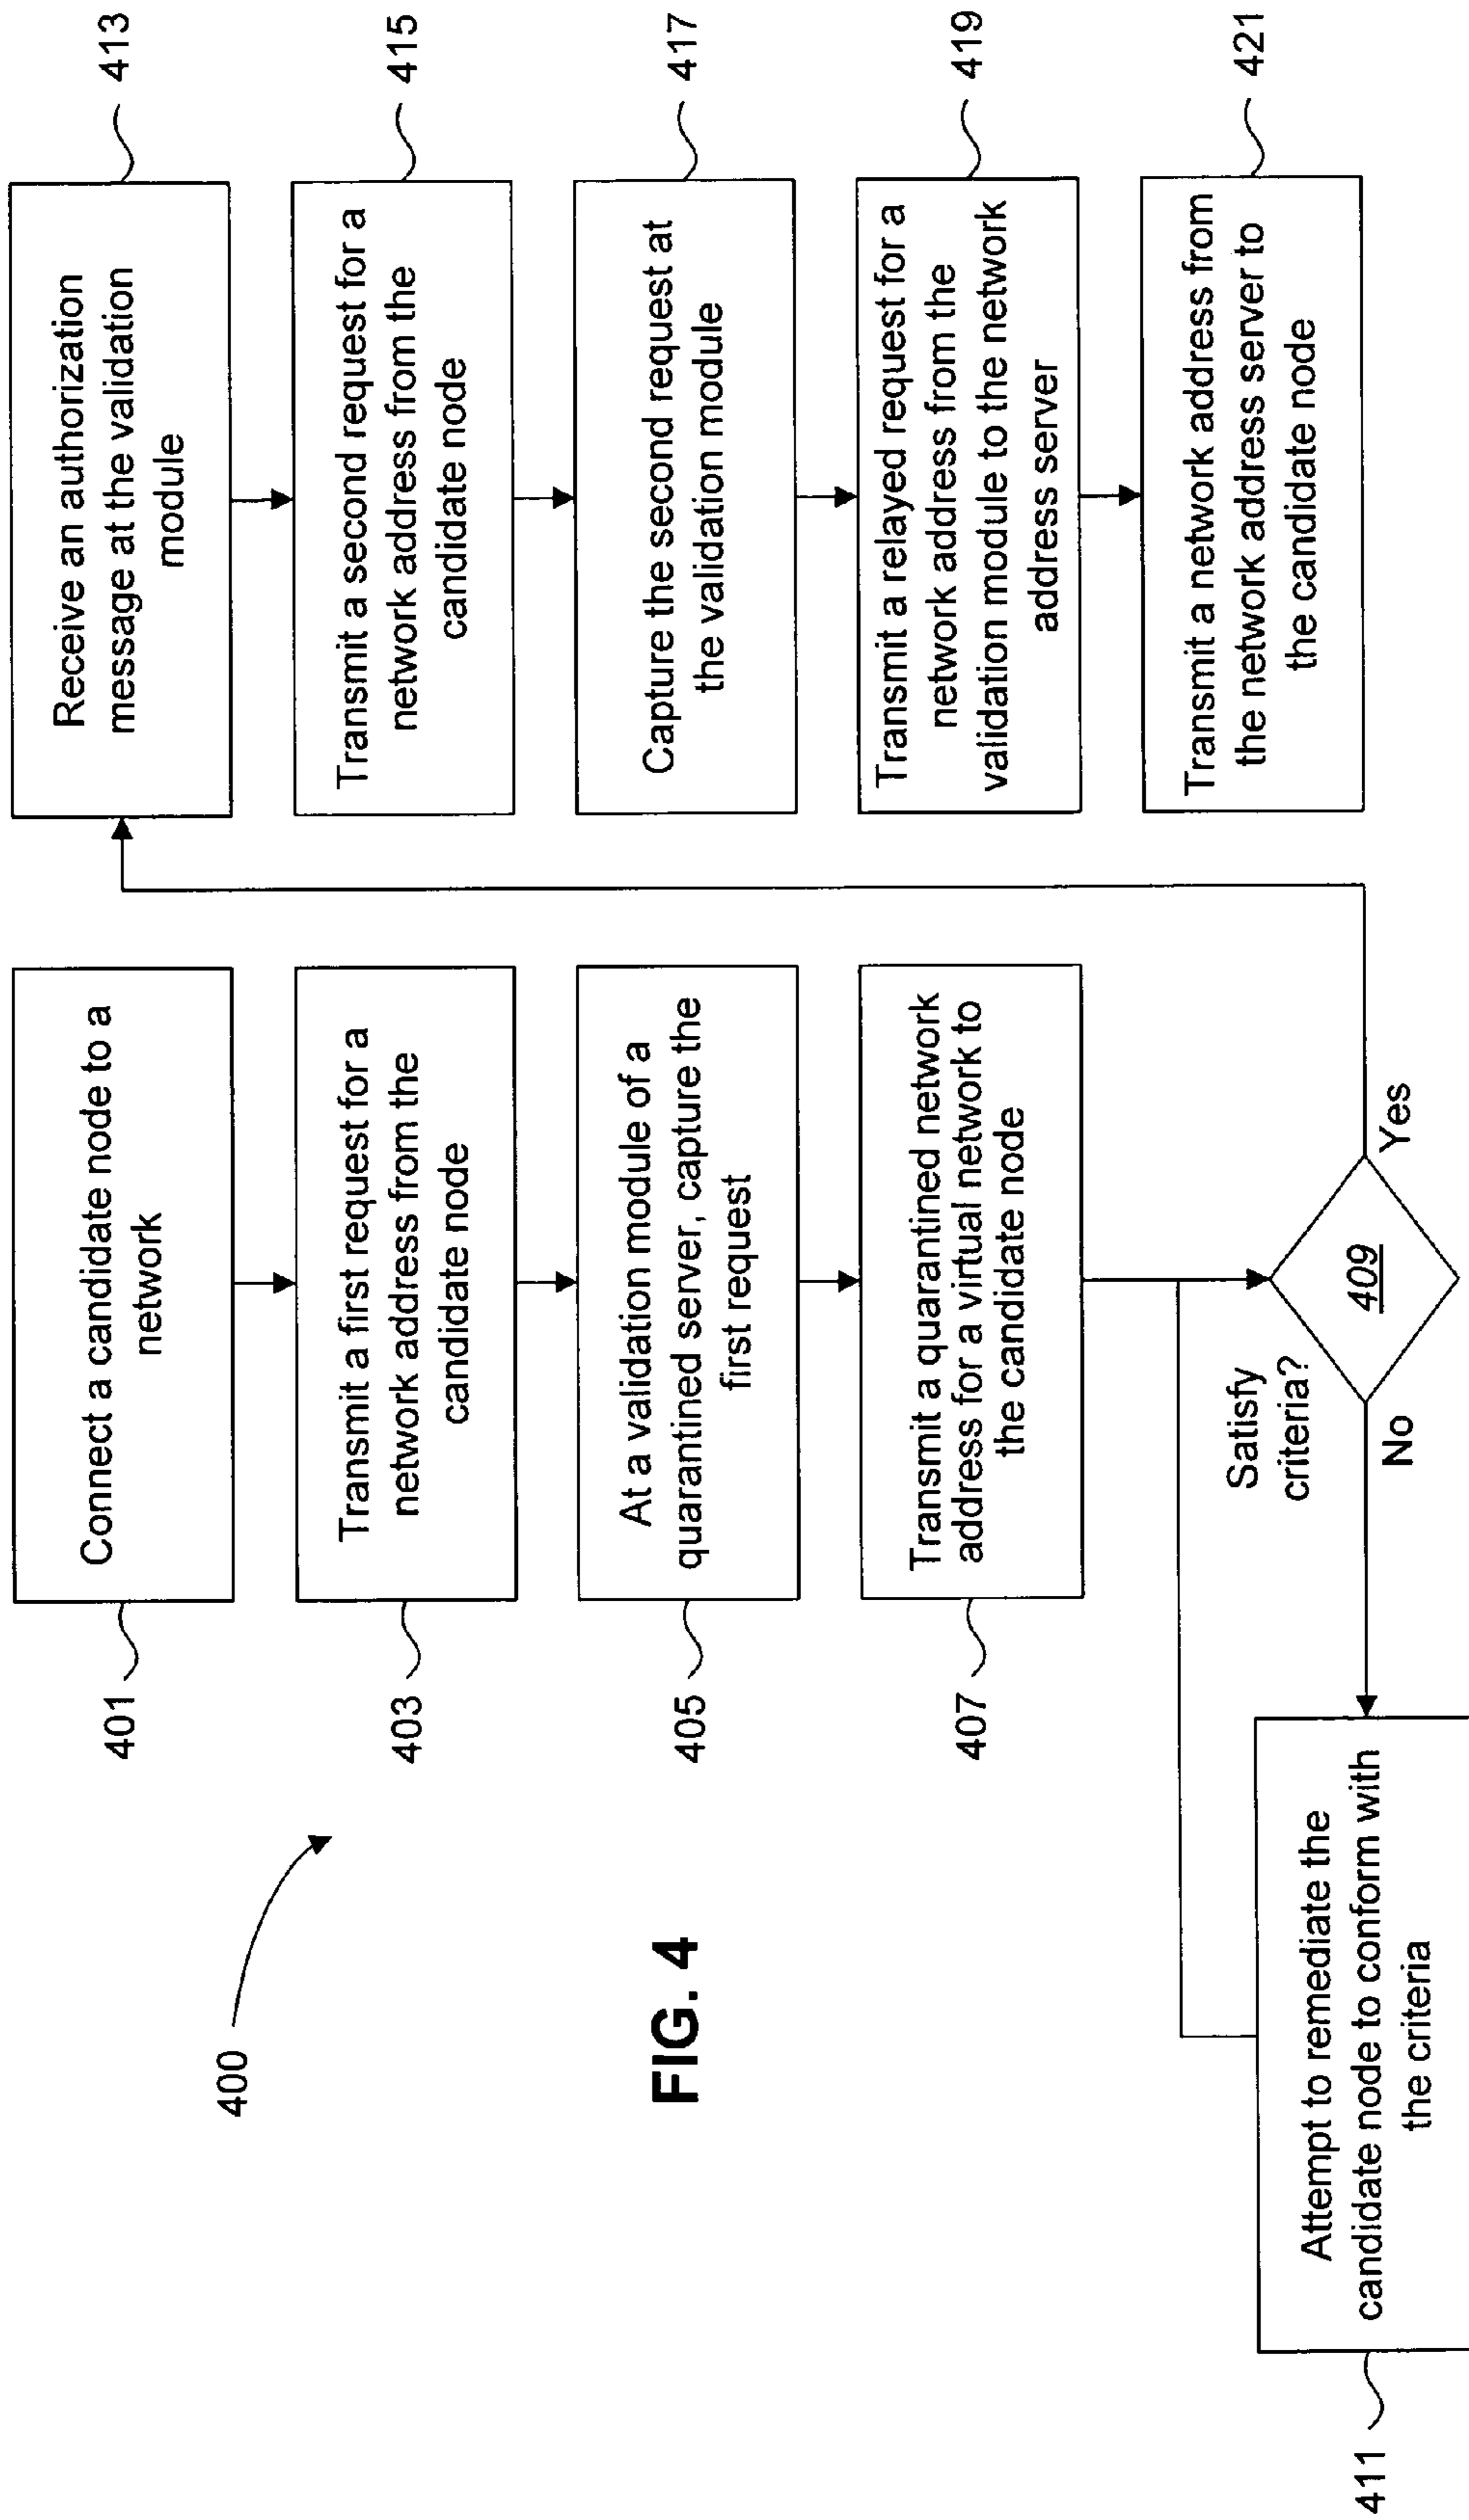 401
Connect a candidate node to a
network
403
Transmit a first request for a
network address from the
candidate node
405
At a validation module of a
quarantined server, capture the
first request
407
Transmit a quarantined network
address for a virtual network to
the candidate node
Satisfy
criteria?
409
No
Yes
411
Attempt to remediate the
candidate node to conform with
the criteria
400
FIG. 4
Receive an authorization
message at the validation
module
413
Transmit a second request for a
network address from the
candidate node
415
Capture the second request at
the validation module
417
Transmit a relayed request for a
network address from the
validation module to the network
address server
419
Transmit a network address from
the network address server to
the candidate node
421